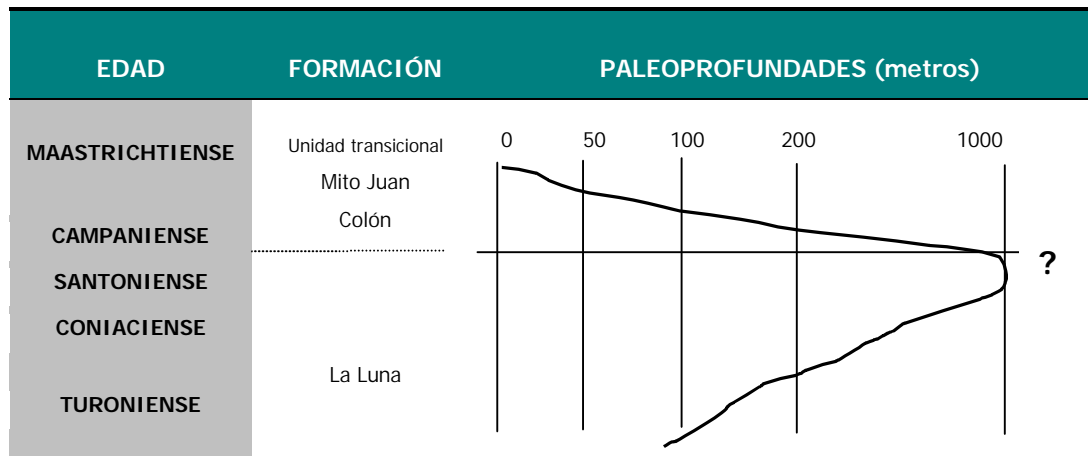 EDAD FORMACIÓN PALEOPROFUNDADES (metros)
0 50 100 200 1000
MAASTRICHTIENSE Unidad transicional
Mito Juan
Colón
CAMPANIENSE
?
SANTONIENSE
CONIACIENSE
La Luna
TURONIENSE